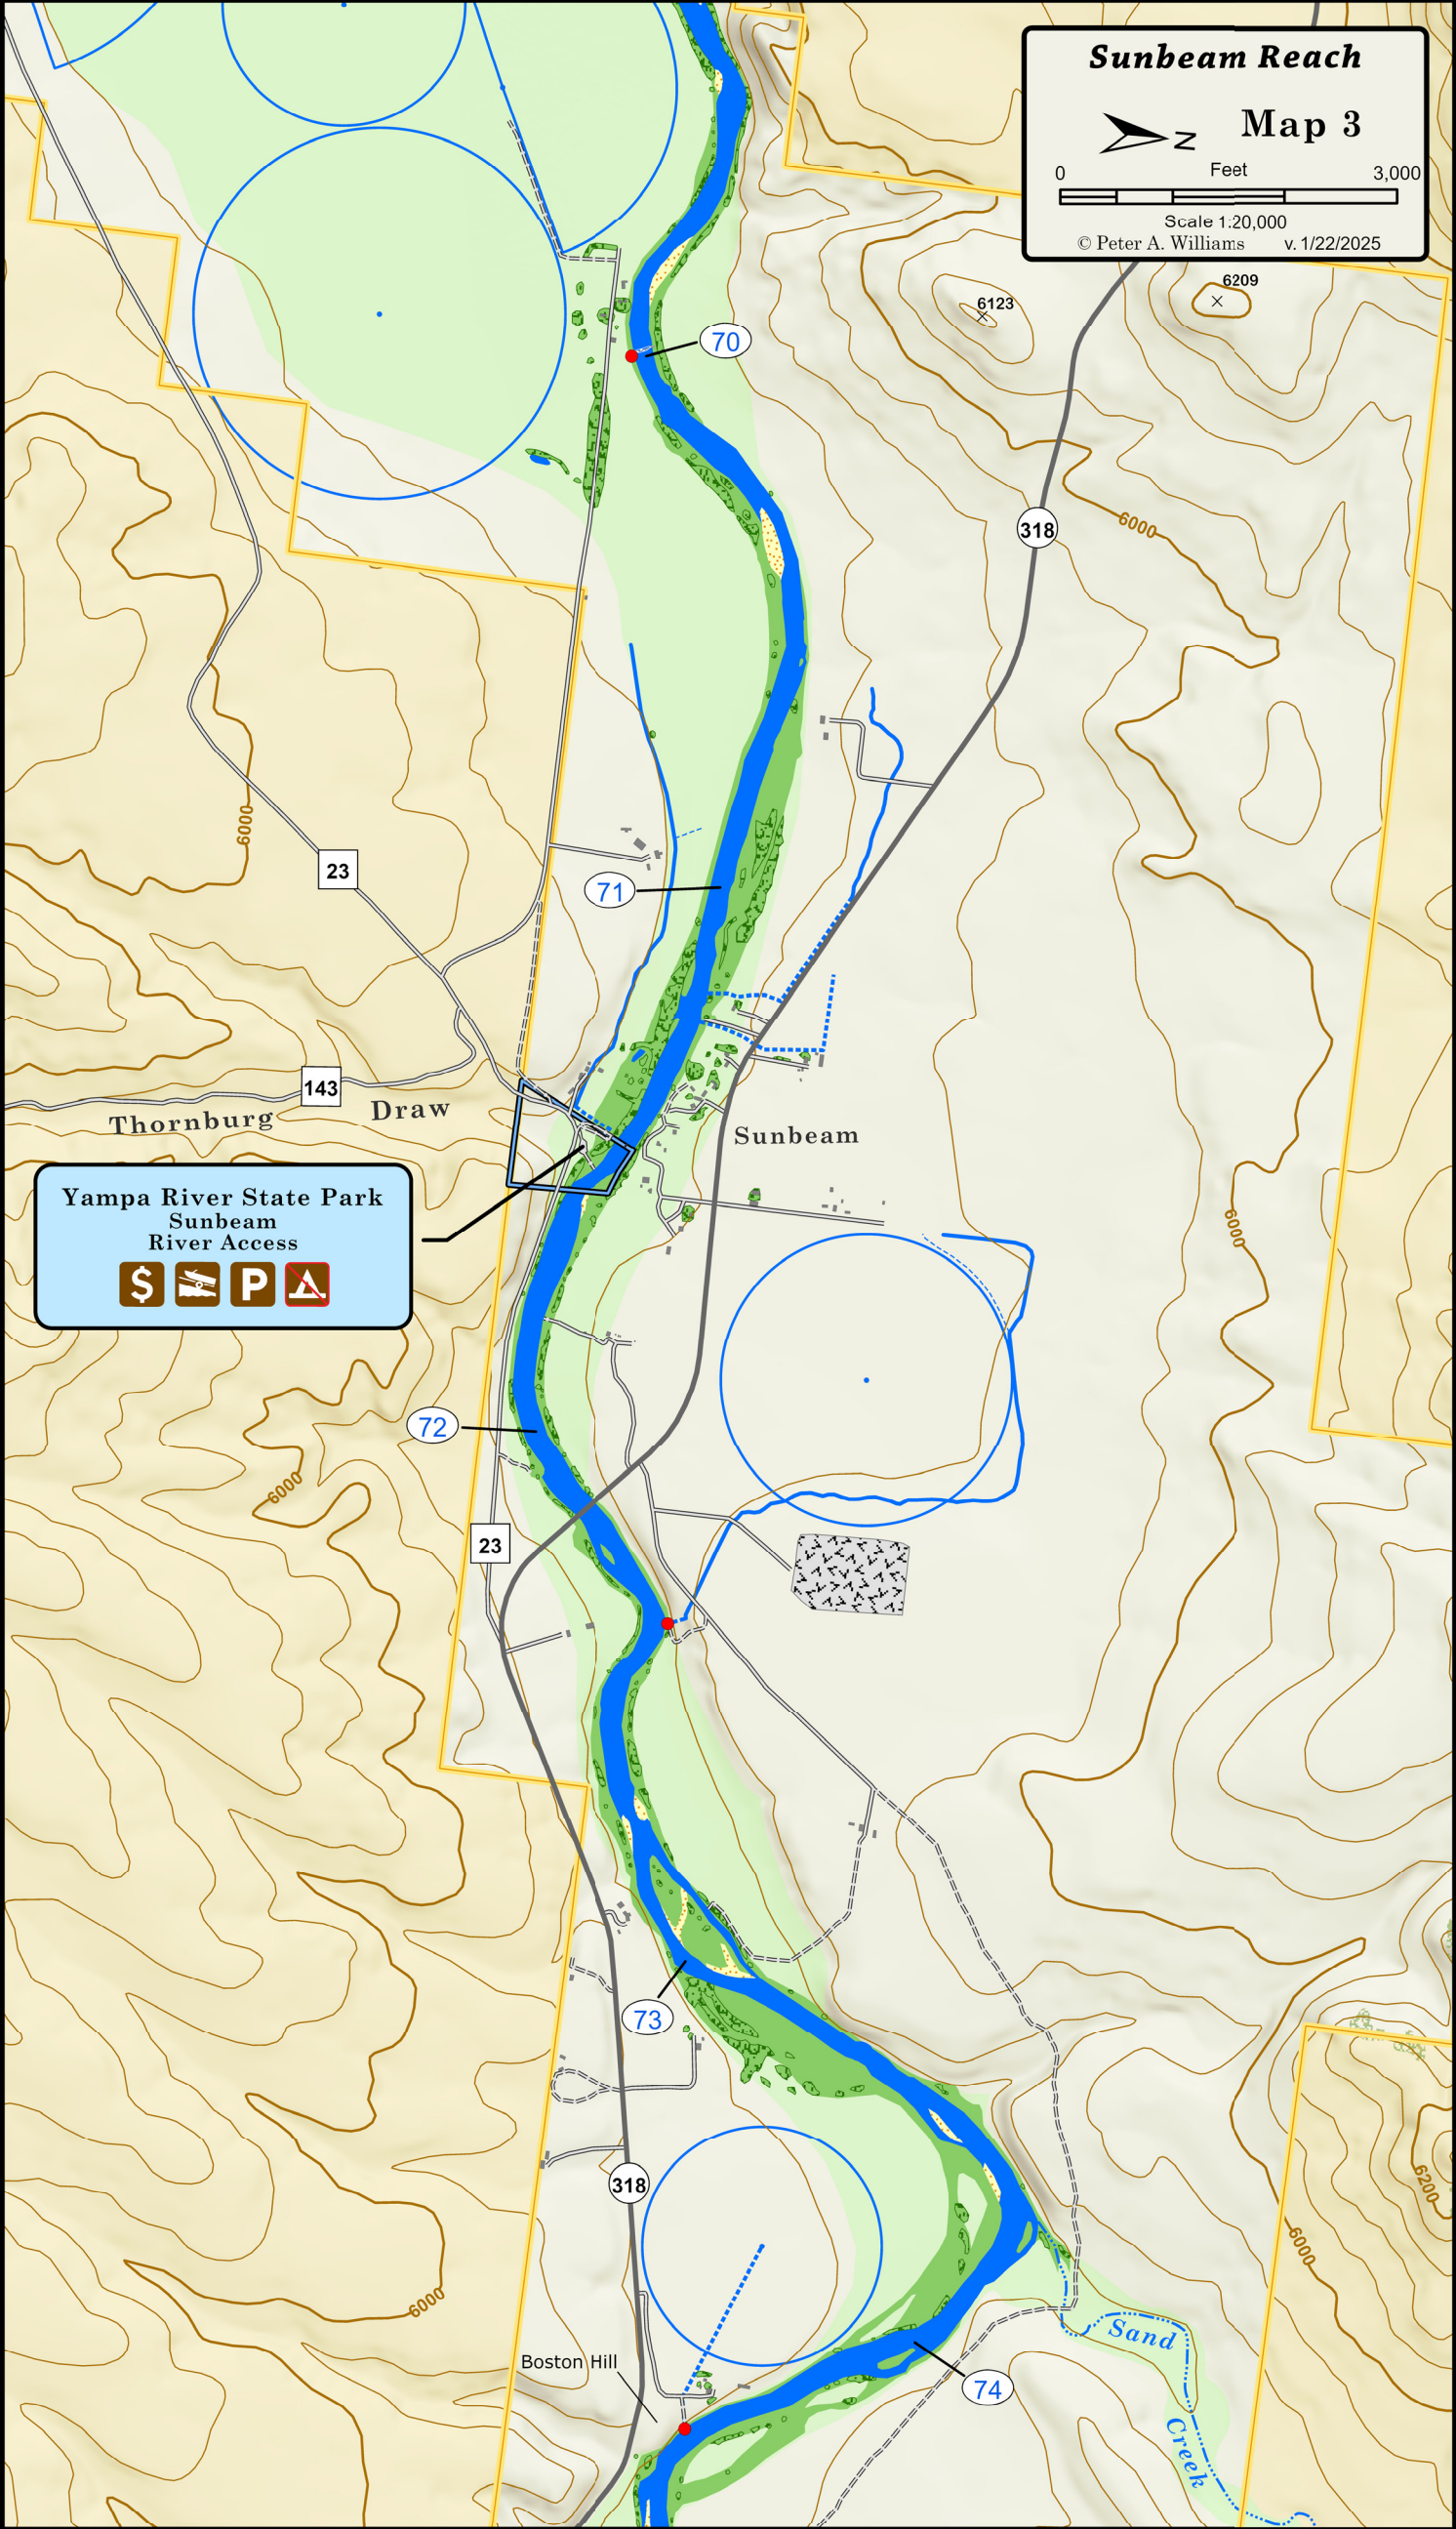 Sunbeam Reach
N
Map 3
0
Feet
3,000
Scale 1:20,000
© Peter A. Williams
v. 1/22/2025
6123
6209
70
318
6000
6000
23
71
143
Thornburg Draw
Sunbeam
Yampa River State Park
Sunbeam
River Access
$
P
6000
72
6000
23
73
318
6200
6000
6000
Sand
Creek
Boston Hill
74